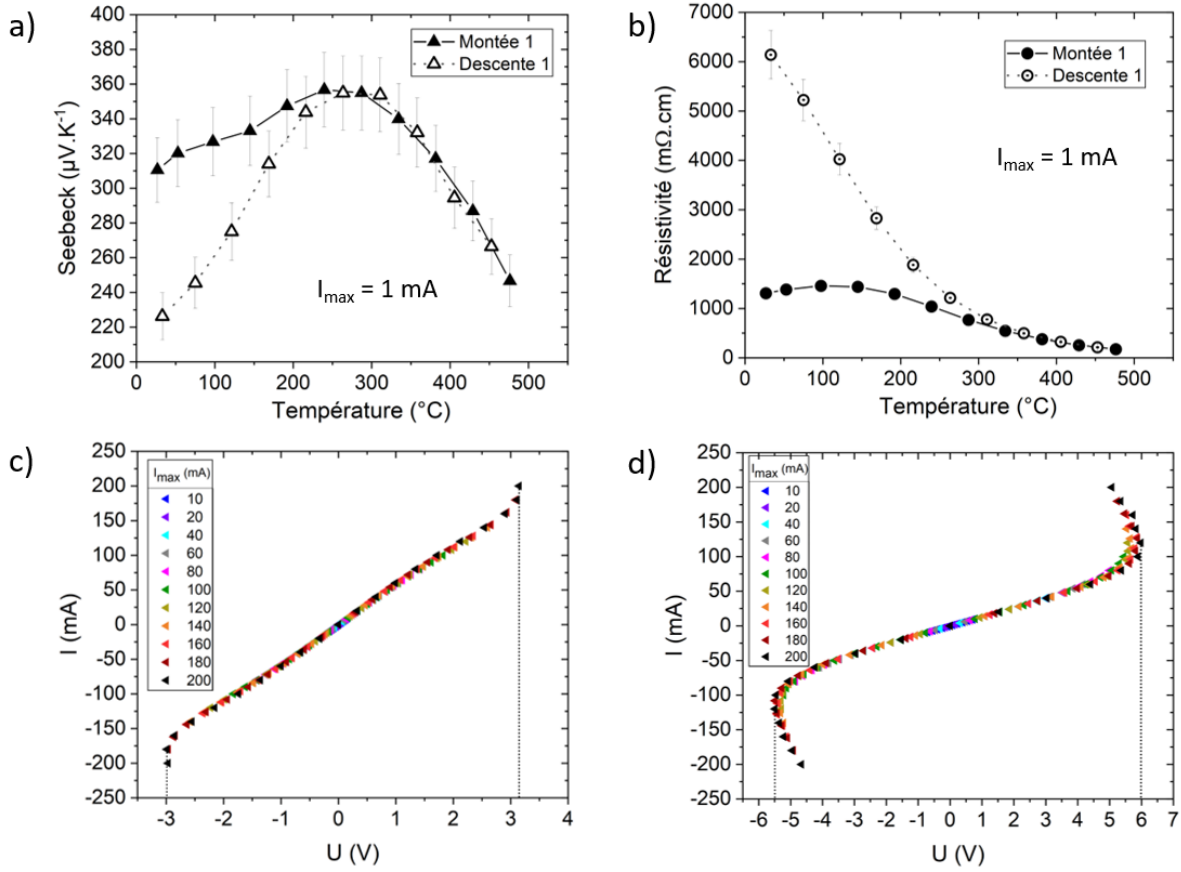 a)
Montée 1
Descente 1
Seebeck (µV.K⁻¹)
400
380
360
340
320
300
280
260
240
220
200
I_max = 1 mA
0 100 200 300 400 500
Température (°C)
b)
Montée 1
Descente 1
Résistivité (mΩ.cm)
7000
6000
5000
4000
3000
2000
1000
0
I_max = 1 mA
0 100 200 300 400 500
Température (°C)
c)
I_max (mA)
10
20
40
60
80
100
120
140
160
180
200
I (mA)
250
200
150
100
50
0
-50
-100
-150
-200
-250
-3 -2 -1 0 1 2 3 4
U (V)
d)
I_max (mA)
10
20
40
60
80
100
120
140
160
180
200
I (mA)
250
200
150
100
50
0
-50
-100
-150
-200
-250
-6 -5 -4 -3 -2 -1 0 1 2 3 4 5 6 7
U (V)